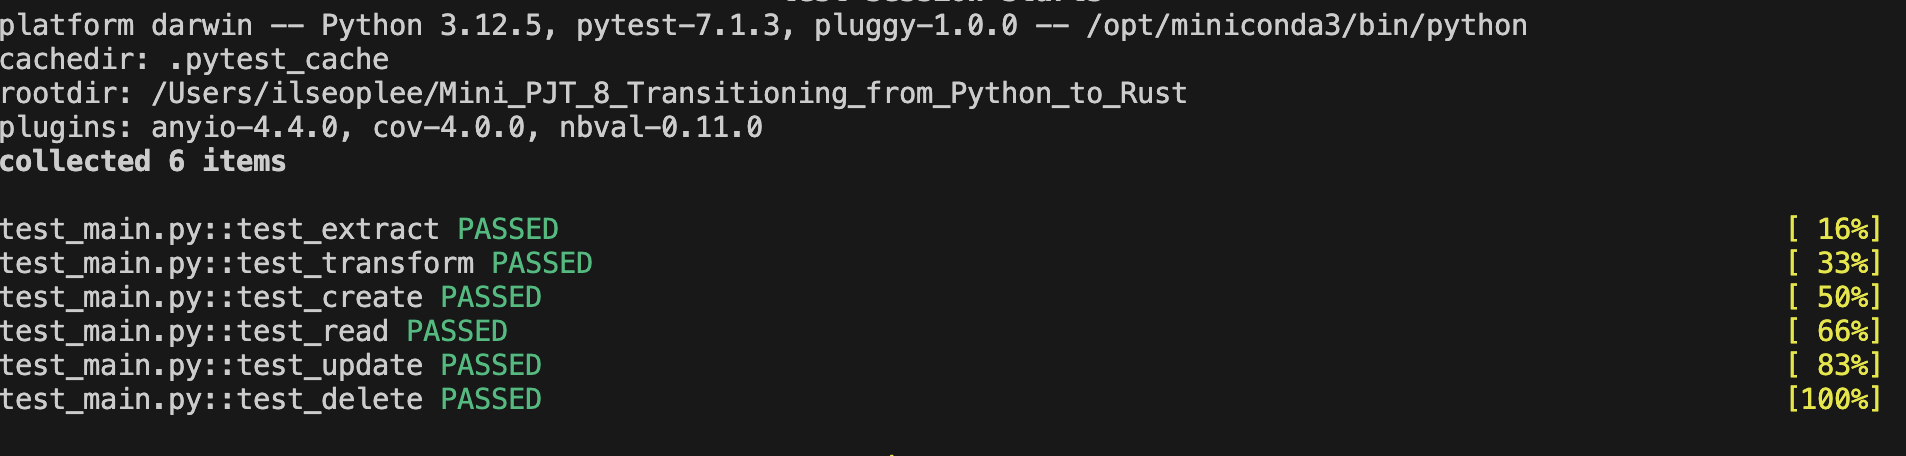 platform darwin -- Python 3.12.5, pytest-7.1.3, pluggy-1.0.0 -- /opt/miniconda3/bin/python
cachedir: .pytest_cache
rootdir: /Users/ilseoplee/Mini_PJT_8_Transitioning_from_Python_to_Rust
plugins: anyio-4.4.0, cov-4.0.0, nbval-0.11.0
collected 6 items
test_main.py::test_extract PASSED [ 16%]
test_main.py::test_transform PASSED [ 33%]
test_main.py::test_create PASSED [ 50%]
test_main.py::test_read PASSED [ 66%]
test_main.py::test_update PASSED [ 83%]
test_main.py::test_delete PASSED [100%]